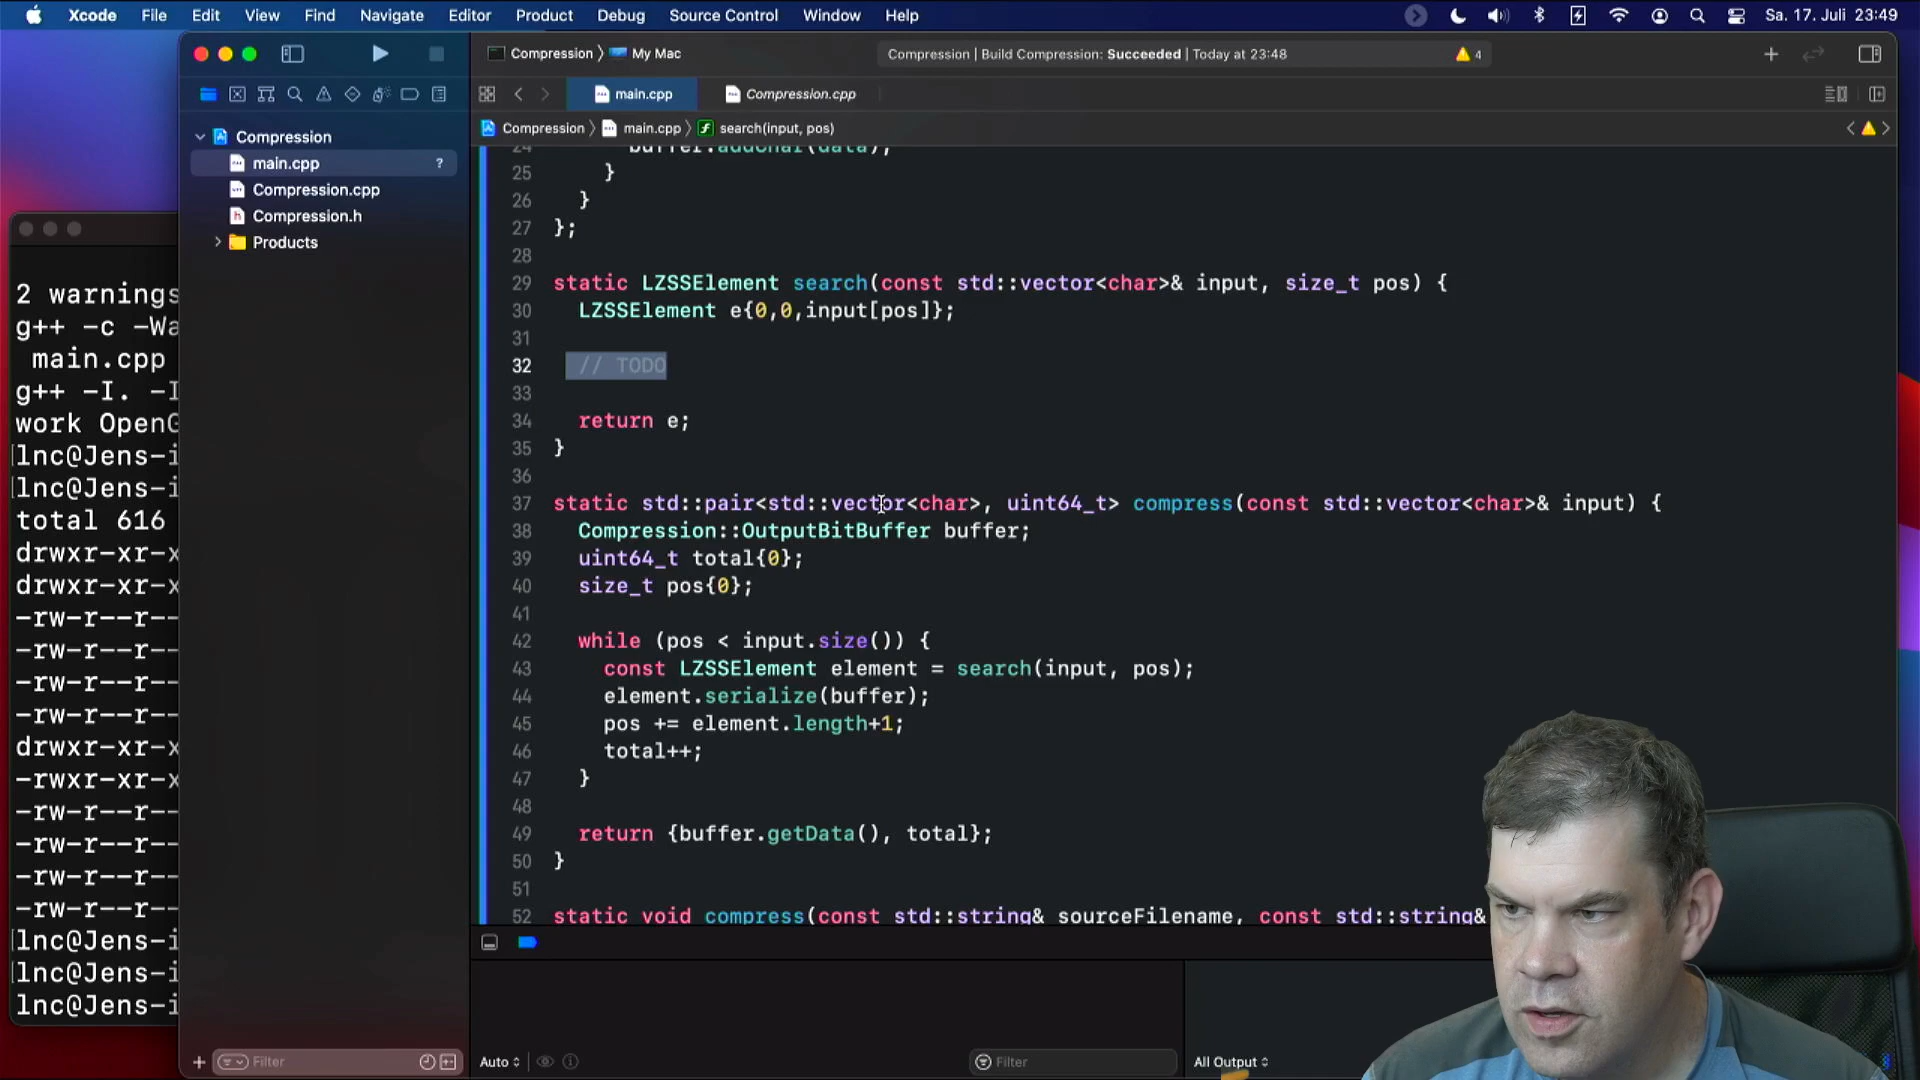 Xcode File Edit View Find Navigate Editor Product Debug Source Control Window Help Sa. 17. Juli 23:49
Compression 〉 My Mac
Compression | Build Compression: Succeeded | Today at 23:48
4
main.cpp
Compression.cpp
Compression 〉 main.cpp 〉 search(input, pos)
Compression
main.cpp ?
Compression.cpp
h Compression.h
Products
Filter
2 warnings
g++ -c -Wa
main.cpp
g++ -I. -I
work OpenG
lnc@Jens-i
lnc@Jens-i
total 616
drwxr-xr-x
drwxr-xr-x
-rw-r--r--
-rw-r--r--
-rw-r--r--
-rw-r--r--
drwxr-xr-x
-rwxr-xr-x
-rw-r--r--
-rw-r--r--
-rw-r--r--
-rw-r--r--
lnc@Jens-i
lnc@Jens-i
lnc@Jens-i
24 buffer.addChar(data);
25 }
26 }
27 };
28
29 static LZSSElement search(const std::vector<char>& input, size_t pos) {
30 LZSSElement e{0,0,input[pos]};
31
32 // TODO
33
34 return e;
35 }
36
37 static std::pair<std::vector<char>, uint64_t> compress(const std::vector<char>& input) {
38 Compression::OutputBitBuffer buffer;
39 uint64_t total{0};
40 size_t pos{0};
41
42 while (pos < input.size()) {
43 const LZSSElement element = search(input, pos);
44 element.serialize(buffer);
45 pos += element.length+1;
46 total++;
47 }
48
49 return {buffer.getData(), total};
50 }
51
52 static void compress(const std::string& sourceFilename, const std::string&
Auto
Filter
All Output